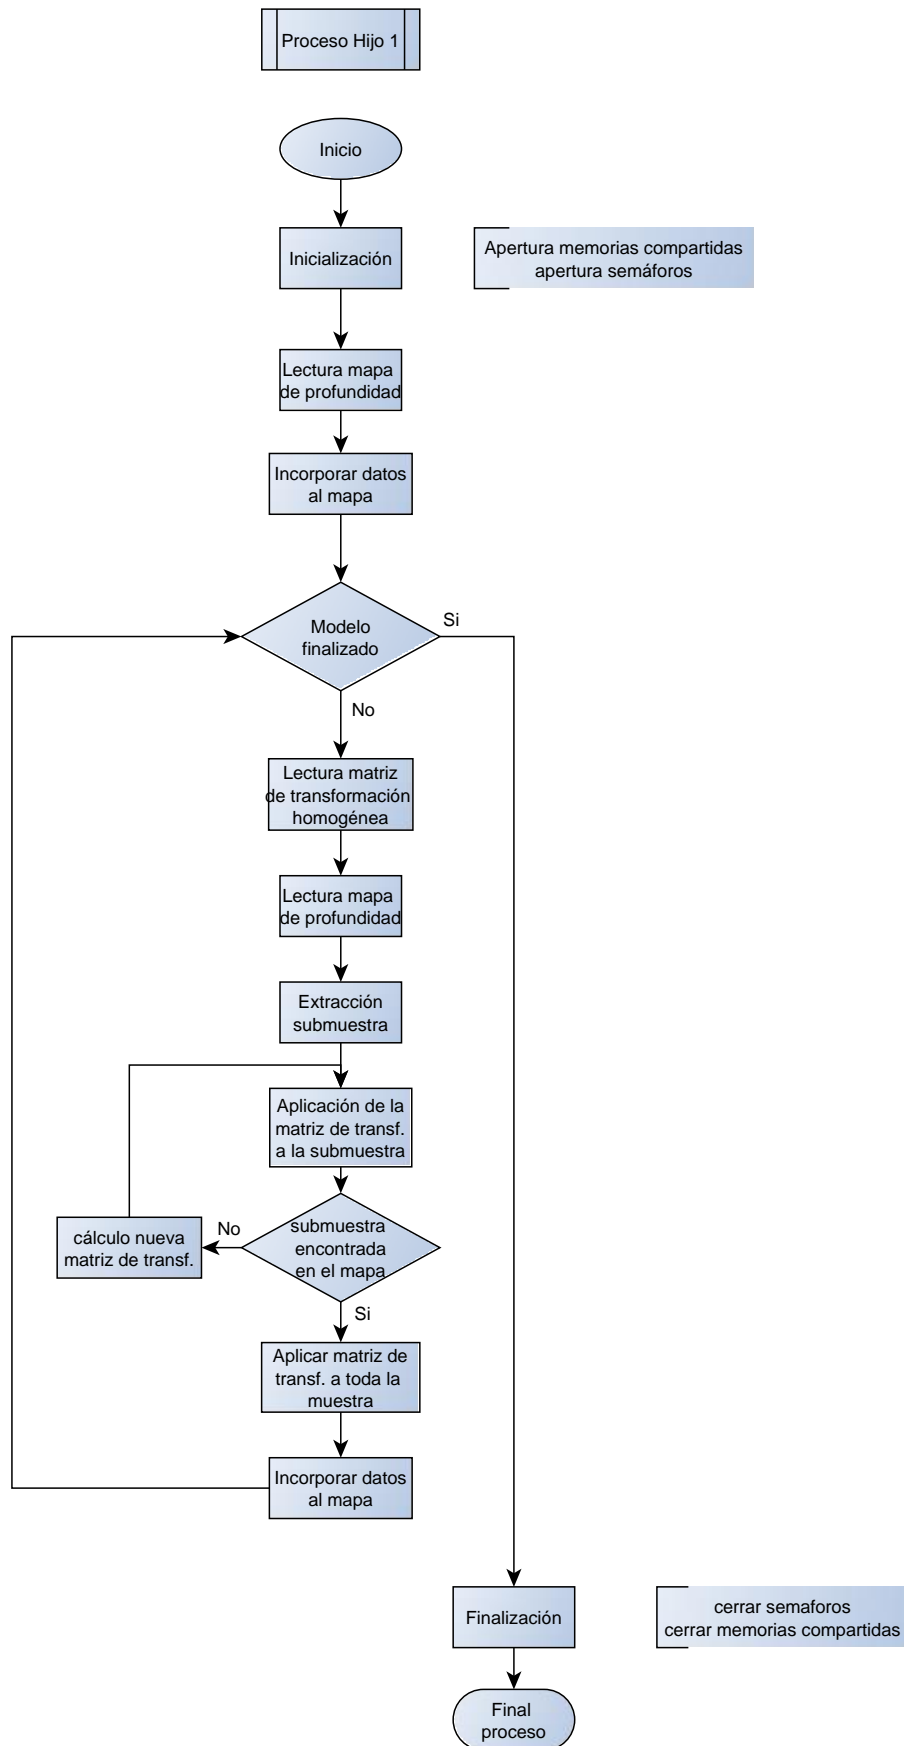 Proceso Hijo 1
Inicio
Inicialización
Apertura memorias compartidas
apertura semáforos
Lectura mapa
de profundidad
Incorporar datos
al mapa
Modelo
finalizado
Si
No
Lectura matriz
de transformación
homogénea
Lectura mapa
de profundidad
Extracción
submuestra
Aplicación de la
matriz de transf.
a la submuestra
submuestra
encontrada
en el mapa
No
cálculo nueva
matriz de transf.
Si
Aplicar matriz de
transf. a toda la
muestra
Incorporar datos
al mapa
Finalización
cerrar semaforos
cerrar memorias compartidas
Final
proceso